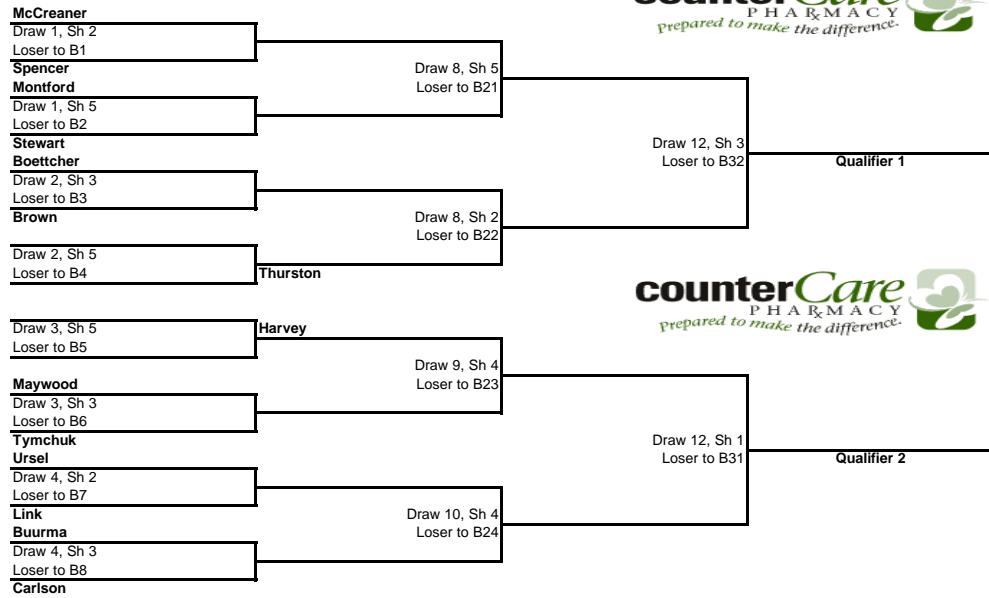 McCreaner
Draw 1, Sh 2
Loser to B1
Spencer
Draw 8, Sh 5
Loser to B21
Montford
Draw 1, Sh 5
Loser to B2
Stewart
Draw 12, Sh 3
Loser to B32
Qualifier 1
Boettcher
Draw 2, Sh 3
Loser to B3
Brown
Draw 8, Sh 2
Loser to B22
Draw 2, Sh 5
Loser to B4
Thurston
counterCare
PHARMACY
Prepared to make the difference.
counterCare
PHARMACY
Prepared to make the difference.
Draw 3, Sh 5
Loser to B5
Harvey
Draw 9, Sh 4
Loser to B23
Maywood
Draw 3, Sh 3
Loser to B6
Tymchuk
Draw 12, Sh 1
Loser to B31
Qualifier 2
Ursel
Draw 4, Sh 2
Loser to B7
Link
Draw 10, Sh 4
Loser to B24
Buurma
Draw 4, Sh 3
Loser to B8
Carlson